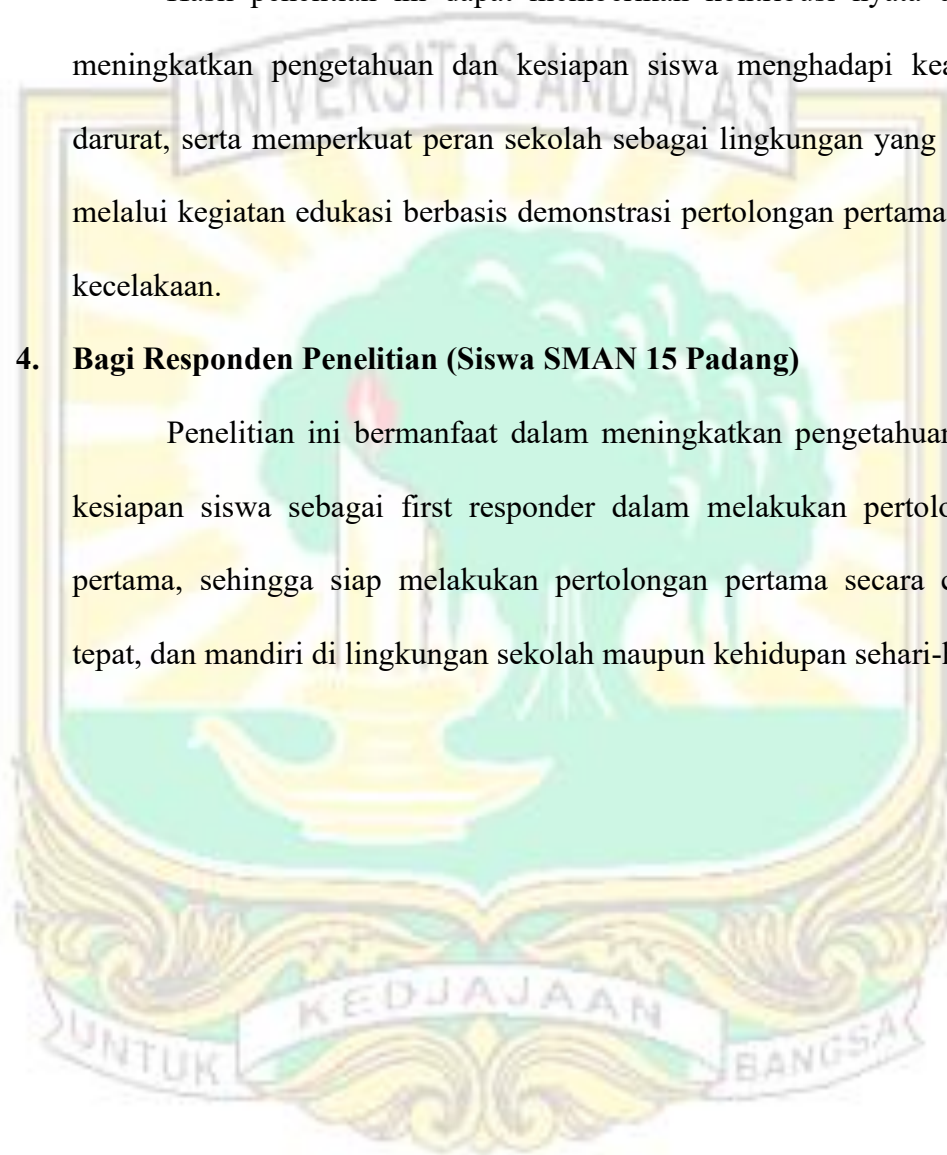 meningkatkan pengetahuan dan kesiapan siswa menghadapi
UNIVERSITAS ANDALAS
darurat, serta memperkuat peran sekolah sebagai lingkungan yang
melalui kegiatan edukasi berbasis demonstrasi pertolongan pertama
kecelakaan.
4. Bagi Responden Penelitian (Siswa SMAN 15 Padang)
Penelitian ini bermanfaat dalam meningkatkan pengetahuan
kesiapan siswa sebagai first responder dalam melakukan
pertama, sehingga siap melakukan pertolongan pertama secara
tepat, dan mandiri di lingkungan sekolah maupun kehidupan
UNTUK KEDJAJAAN BANGSA